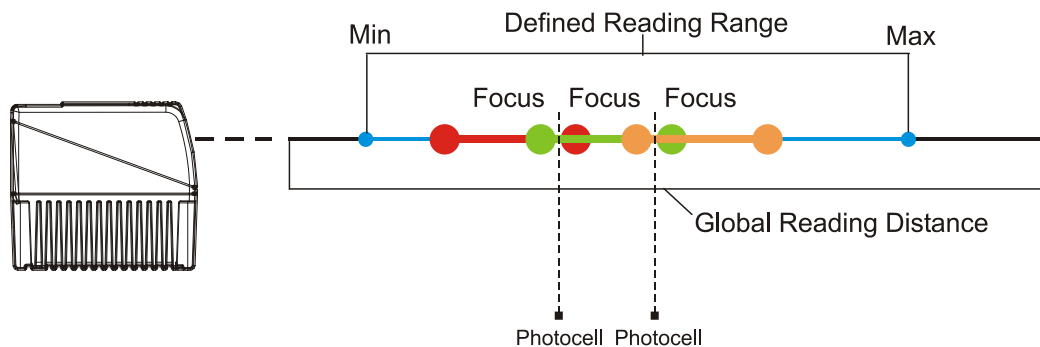 Defined Reading Range
Min
Max
Focus Focus Focus
Global Reading Distance
Photocell Photocell